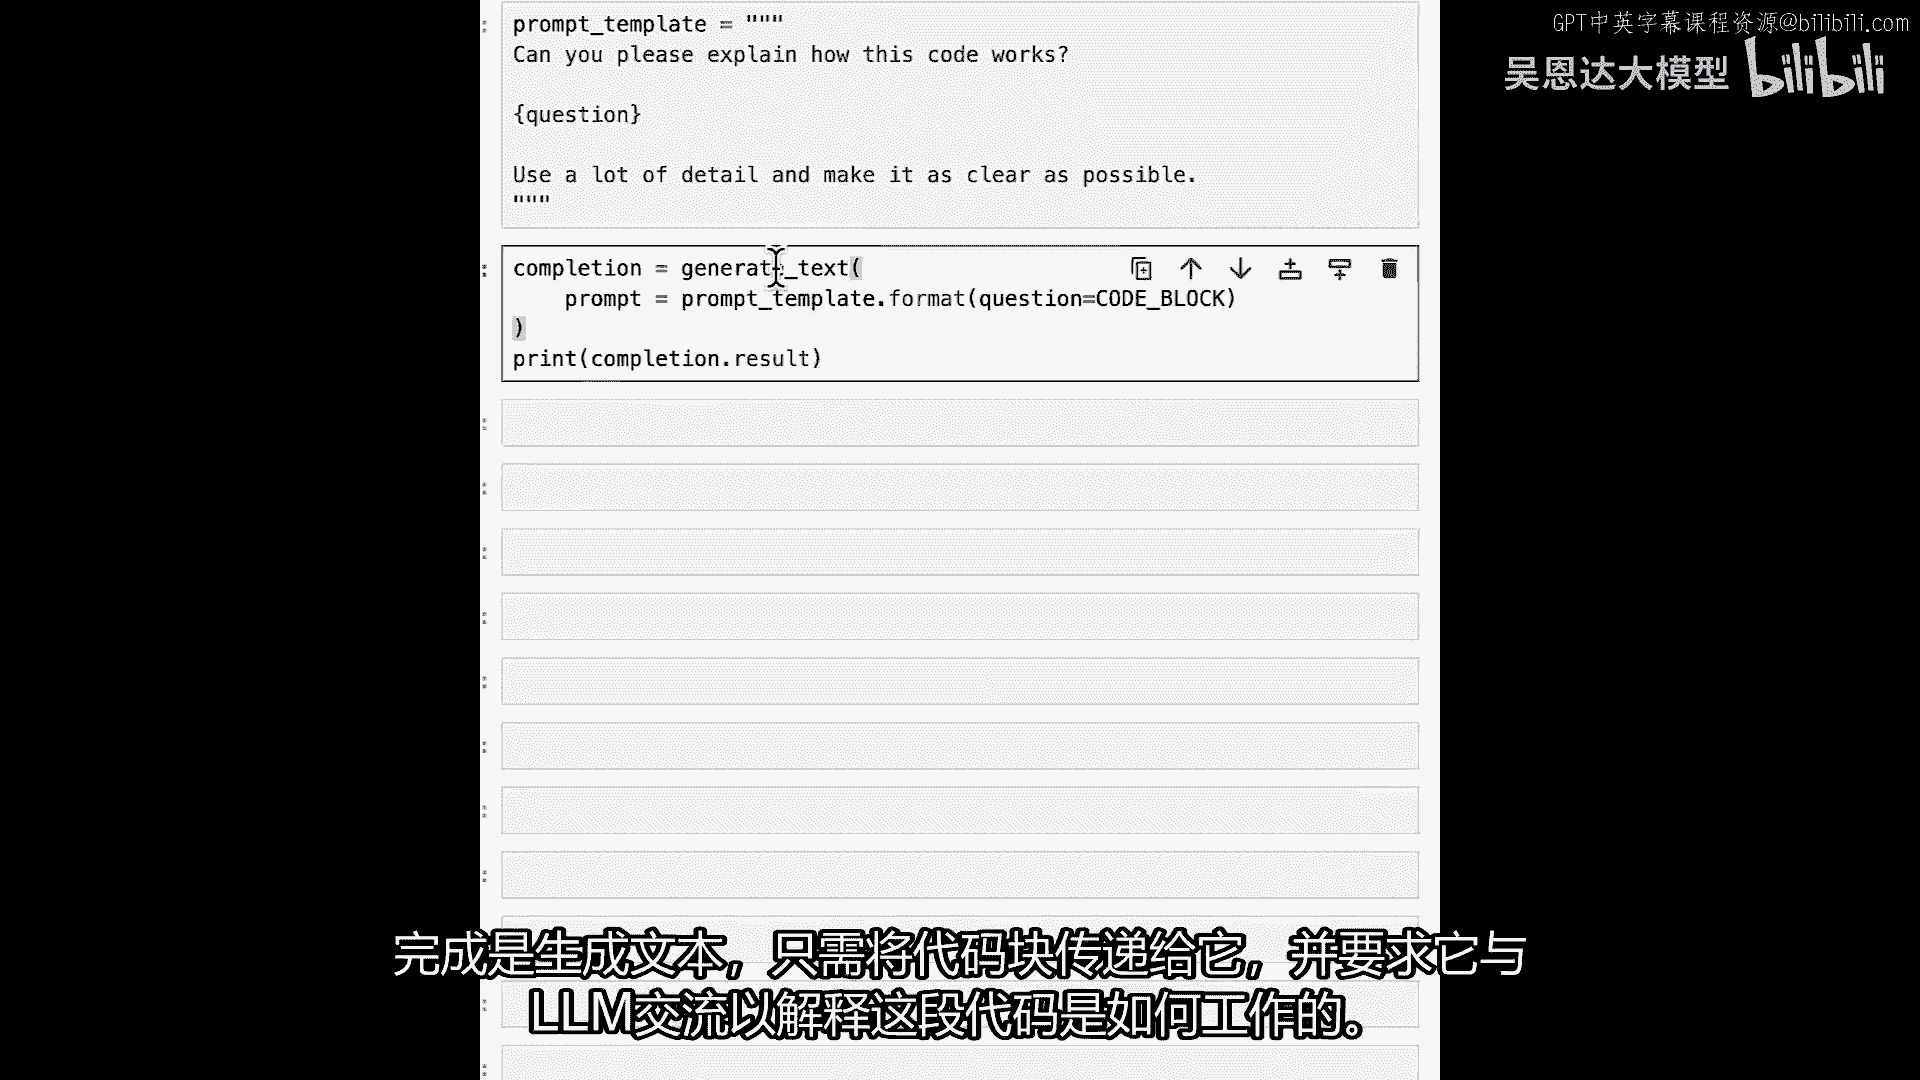 GPT中英字幕课程资源@bilibili.com
吴恩达大模型 bilibili
prompt_template = """
Can you please explain how this code works?
{question}
Use a lot of detail and make it as clear as possible.
"""
completion = generate_text(
prompt = prompt_template.format(question=CODE_BLOCK)
)
print(completion.result)
完成是生成文本，只需将代码块传递给它，并要求它与
LLM交流以解释这段代码是如何工作的。